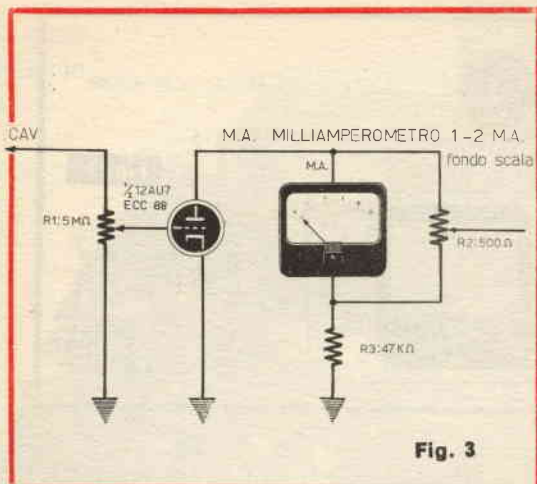 CAV
M.A. MILLIAMPEROMETRO 1-2 M.A.
fondo scala
M.A.
½ 12AU7
ECC 88
R1:5MΩ
R2:500Ω
R3:47KΩ
Fig. 3